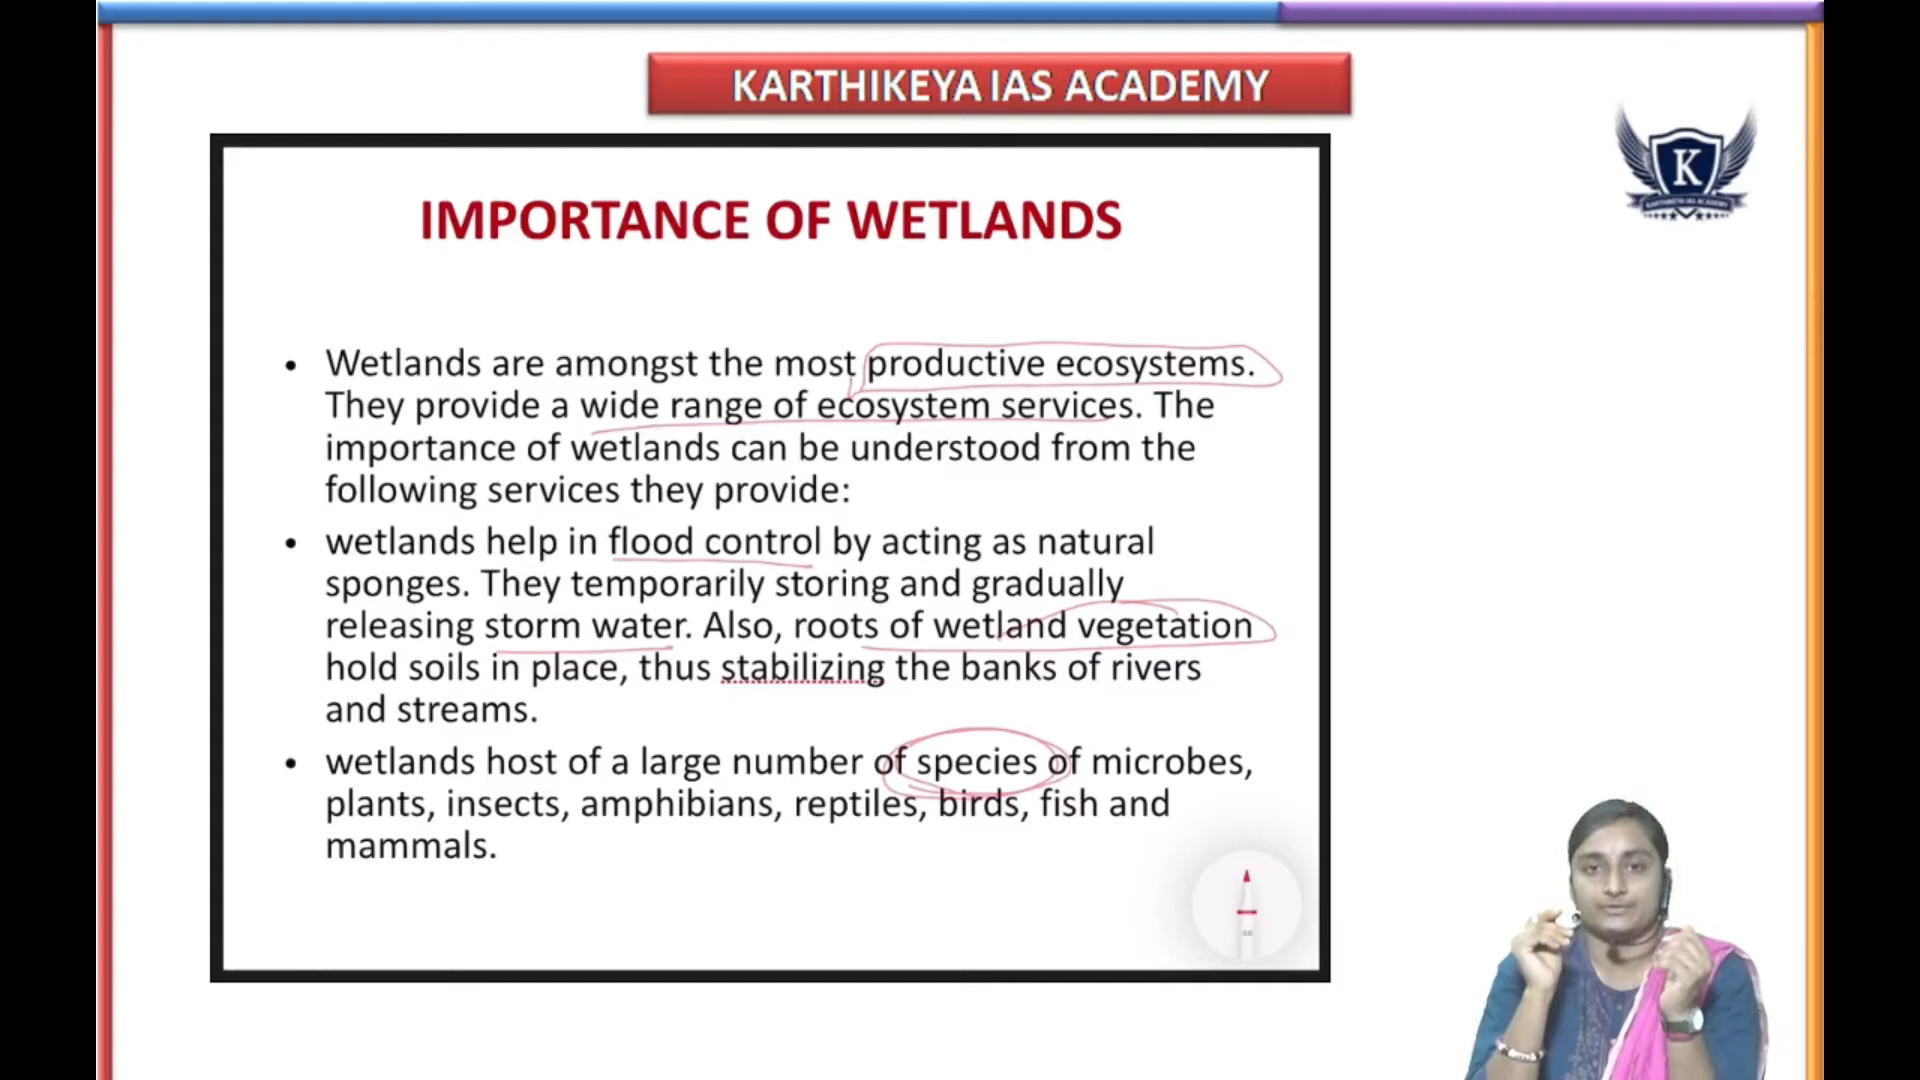 KARTHIKEYA IAS ACADEMY
K
KARTHIKEYA IAS ACADEMY
IMPORTANCE OF WETLANDS
• Wetlands are amongst the most productive ecosystems.
They provide a wide range of ecosystem services. The
importance of wetlands can be understood from the
following services they provide:
• wetlands help in flood control by acting as natural
sponges. They temporarily storing and gradually
releasing storm water. Also, roots of wetland vegetation
hold soils in place, thus stabilizing the banks of rivers
and streams.
• wetlands host of a large number of species of microbes,
plants, insects, amphibians, reptiles, birds, fish and
mammals.